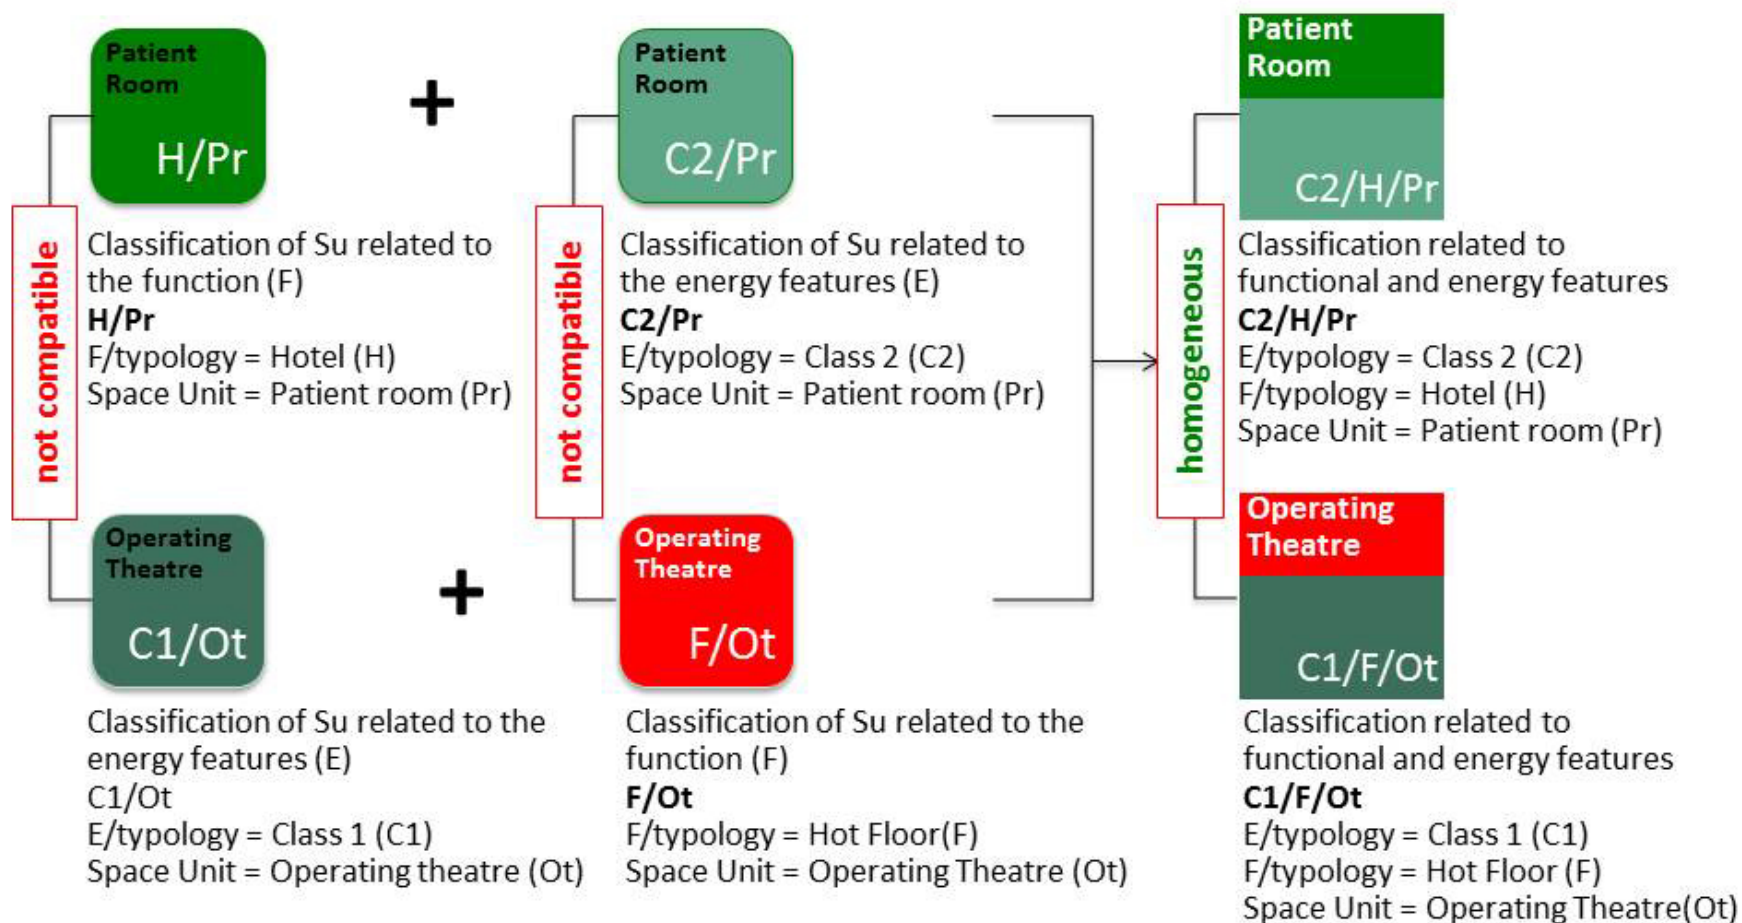 Patient
Room
H/Pr
+
Patient
Room
C2/Pr
Patient
Room
C2/H/Pr
not compatible
Classification of Su related to
the function (F)
H/Pr
F/typology = Hotel (H)
Space Unit = Patient room (Pr)
not compatible
Classification of Su related to
the energy features (E)
C2/Pr
E/typology = Class 2 (C2)
Space Unit = Patient room (Pr)
homogeneous
Classification related to
functional and energy features
C2/H/Pr
E/typology = Class 2 (C2)
F/typology = Hotel (H)
Space Unit = Patient room (Pr)
Operating
Theatre
C1/Ot
+
Operating
Theatre
F/Ot
Operating
Theatre
C1/F/Ot
Classification of Su related to the
energy features (E)
C1/Ot
E/typology = Class 1 (C1)
Space Unit = Operating theatre (Ot)
Classification of Su related to the
function (F)
F/Ot
F/typology = Hot Floor(F)
Space Unit = Operating Theatre (Ot)
Classification related to
functional and energy features
C1/F/Ot
E/typology = Class 1 (C1)
F/typology = Hot Floor (F)
Space Unit = Operating Theatre(Ot)